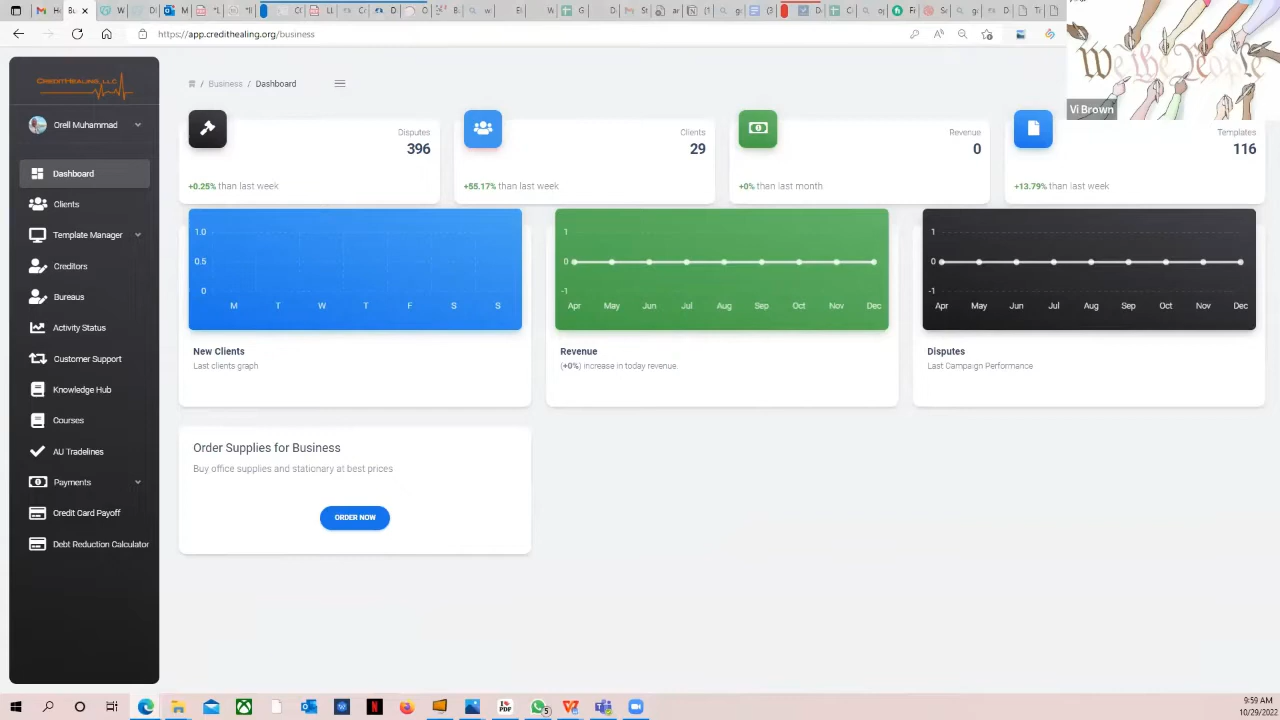 https://app.credithealing.org/business
We the People
Vi Brown
CREDIT HEALING, LLC
Orell Muhammad
Dashboard
Clients
Template Manager
Creditors
Bureaus
Activity Status
Customer Support
Knowledge Hub
Courses
AU Tradelines
Payments
Credit Card Payoff
Debt Reduction Calculator
/ Business / Dashboard
Disputes
396
+0.25% than last week
Clients
29
+55.17% than last week
Revenue
0
+0% than last month
Templates
116
+13.79% than last week
1.0
0.5
0
M T W T F S S
New Clients
Last clients graph
1
0
-1
Apr May Jun Jul Aug Sep Oct Nov Dec
Revenue
(+0%) increase in today revenue.
1
0
-1
Apr May Jun Jul Aug Sep Oct Nov Dec
Disputes
Last Campaign Performance
Order Supplies for Business
Buy office supplies and stationary at best prices
ORDER NOW
9:59 AM
10/29/2022